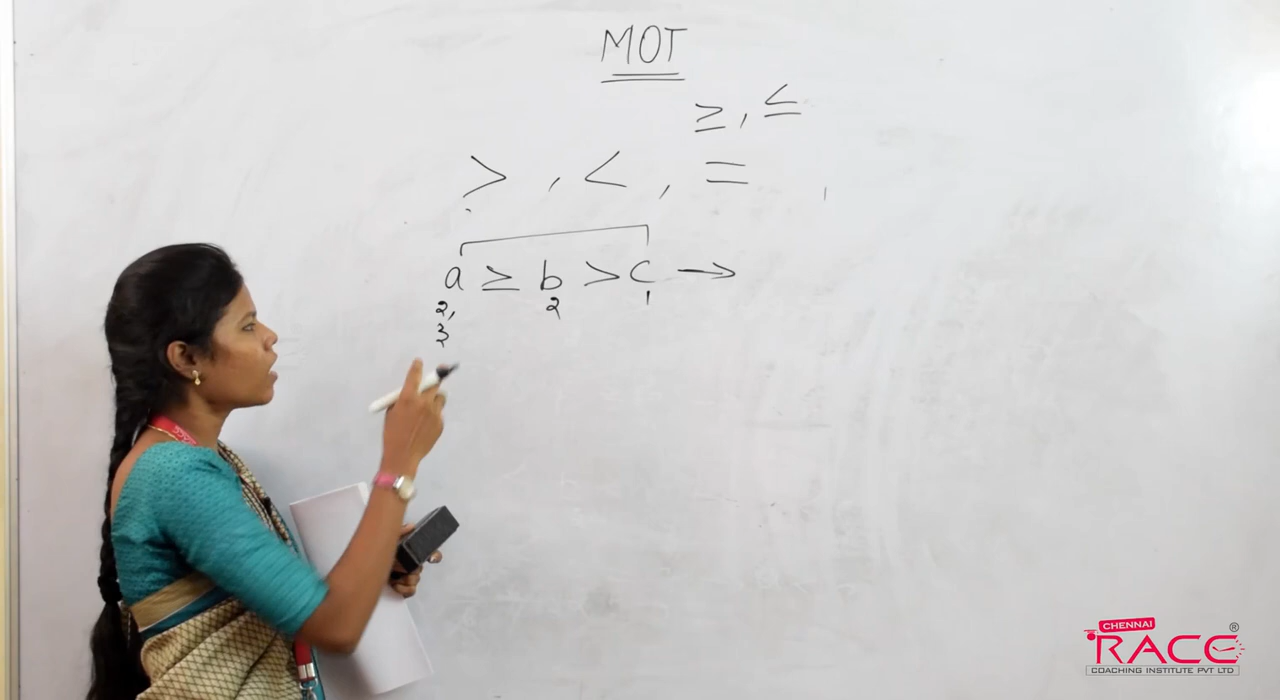 MOT
≥, ≤
>, <, =
a ≥ b > c →
2, 2 1
3
CHENNAI
RACE®
COACHING INSTITUTE PVT LTD